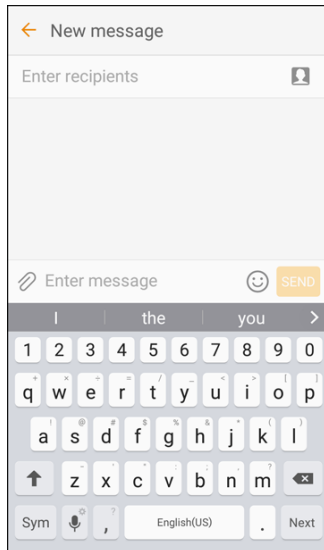 New message
Enter recipients
Enter message SEND
I the you >
1 2 3 4 5 6 7 8 9 0
q w e r t y u i o p
a s d f g h j k l
z x c v b n m
Sym , English(US) . Next